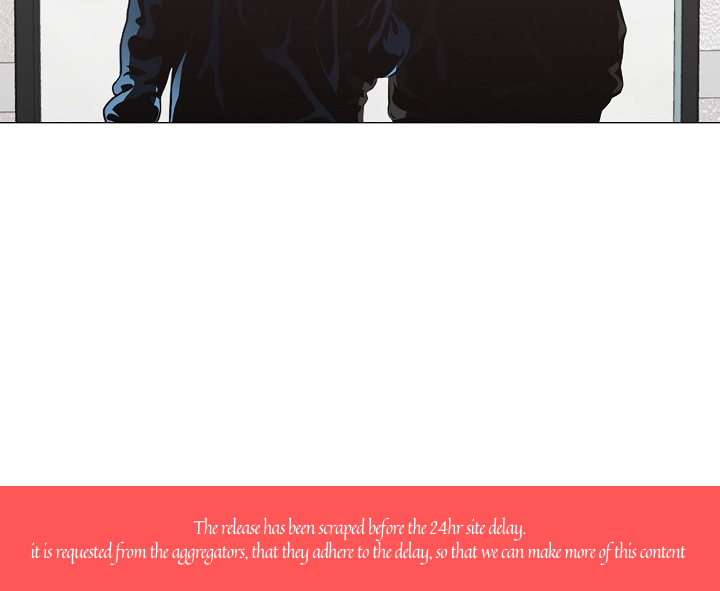 The release has been scraped before the 24hr site delay.
it is requested from the aggregators, that they adhere to the delay, so that we can make more of this content